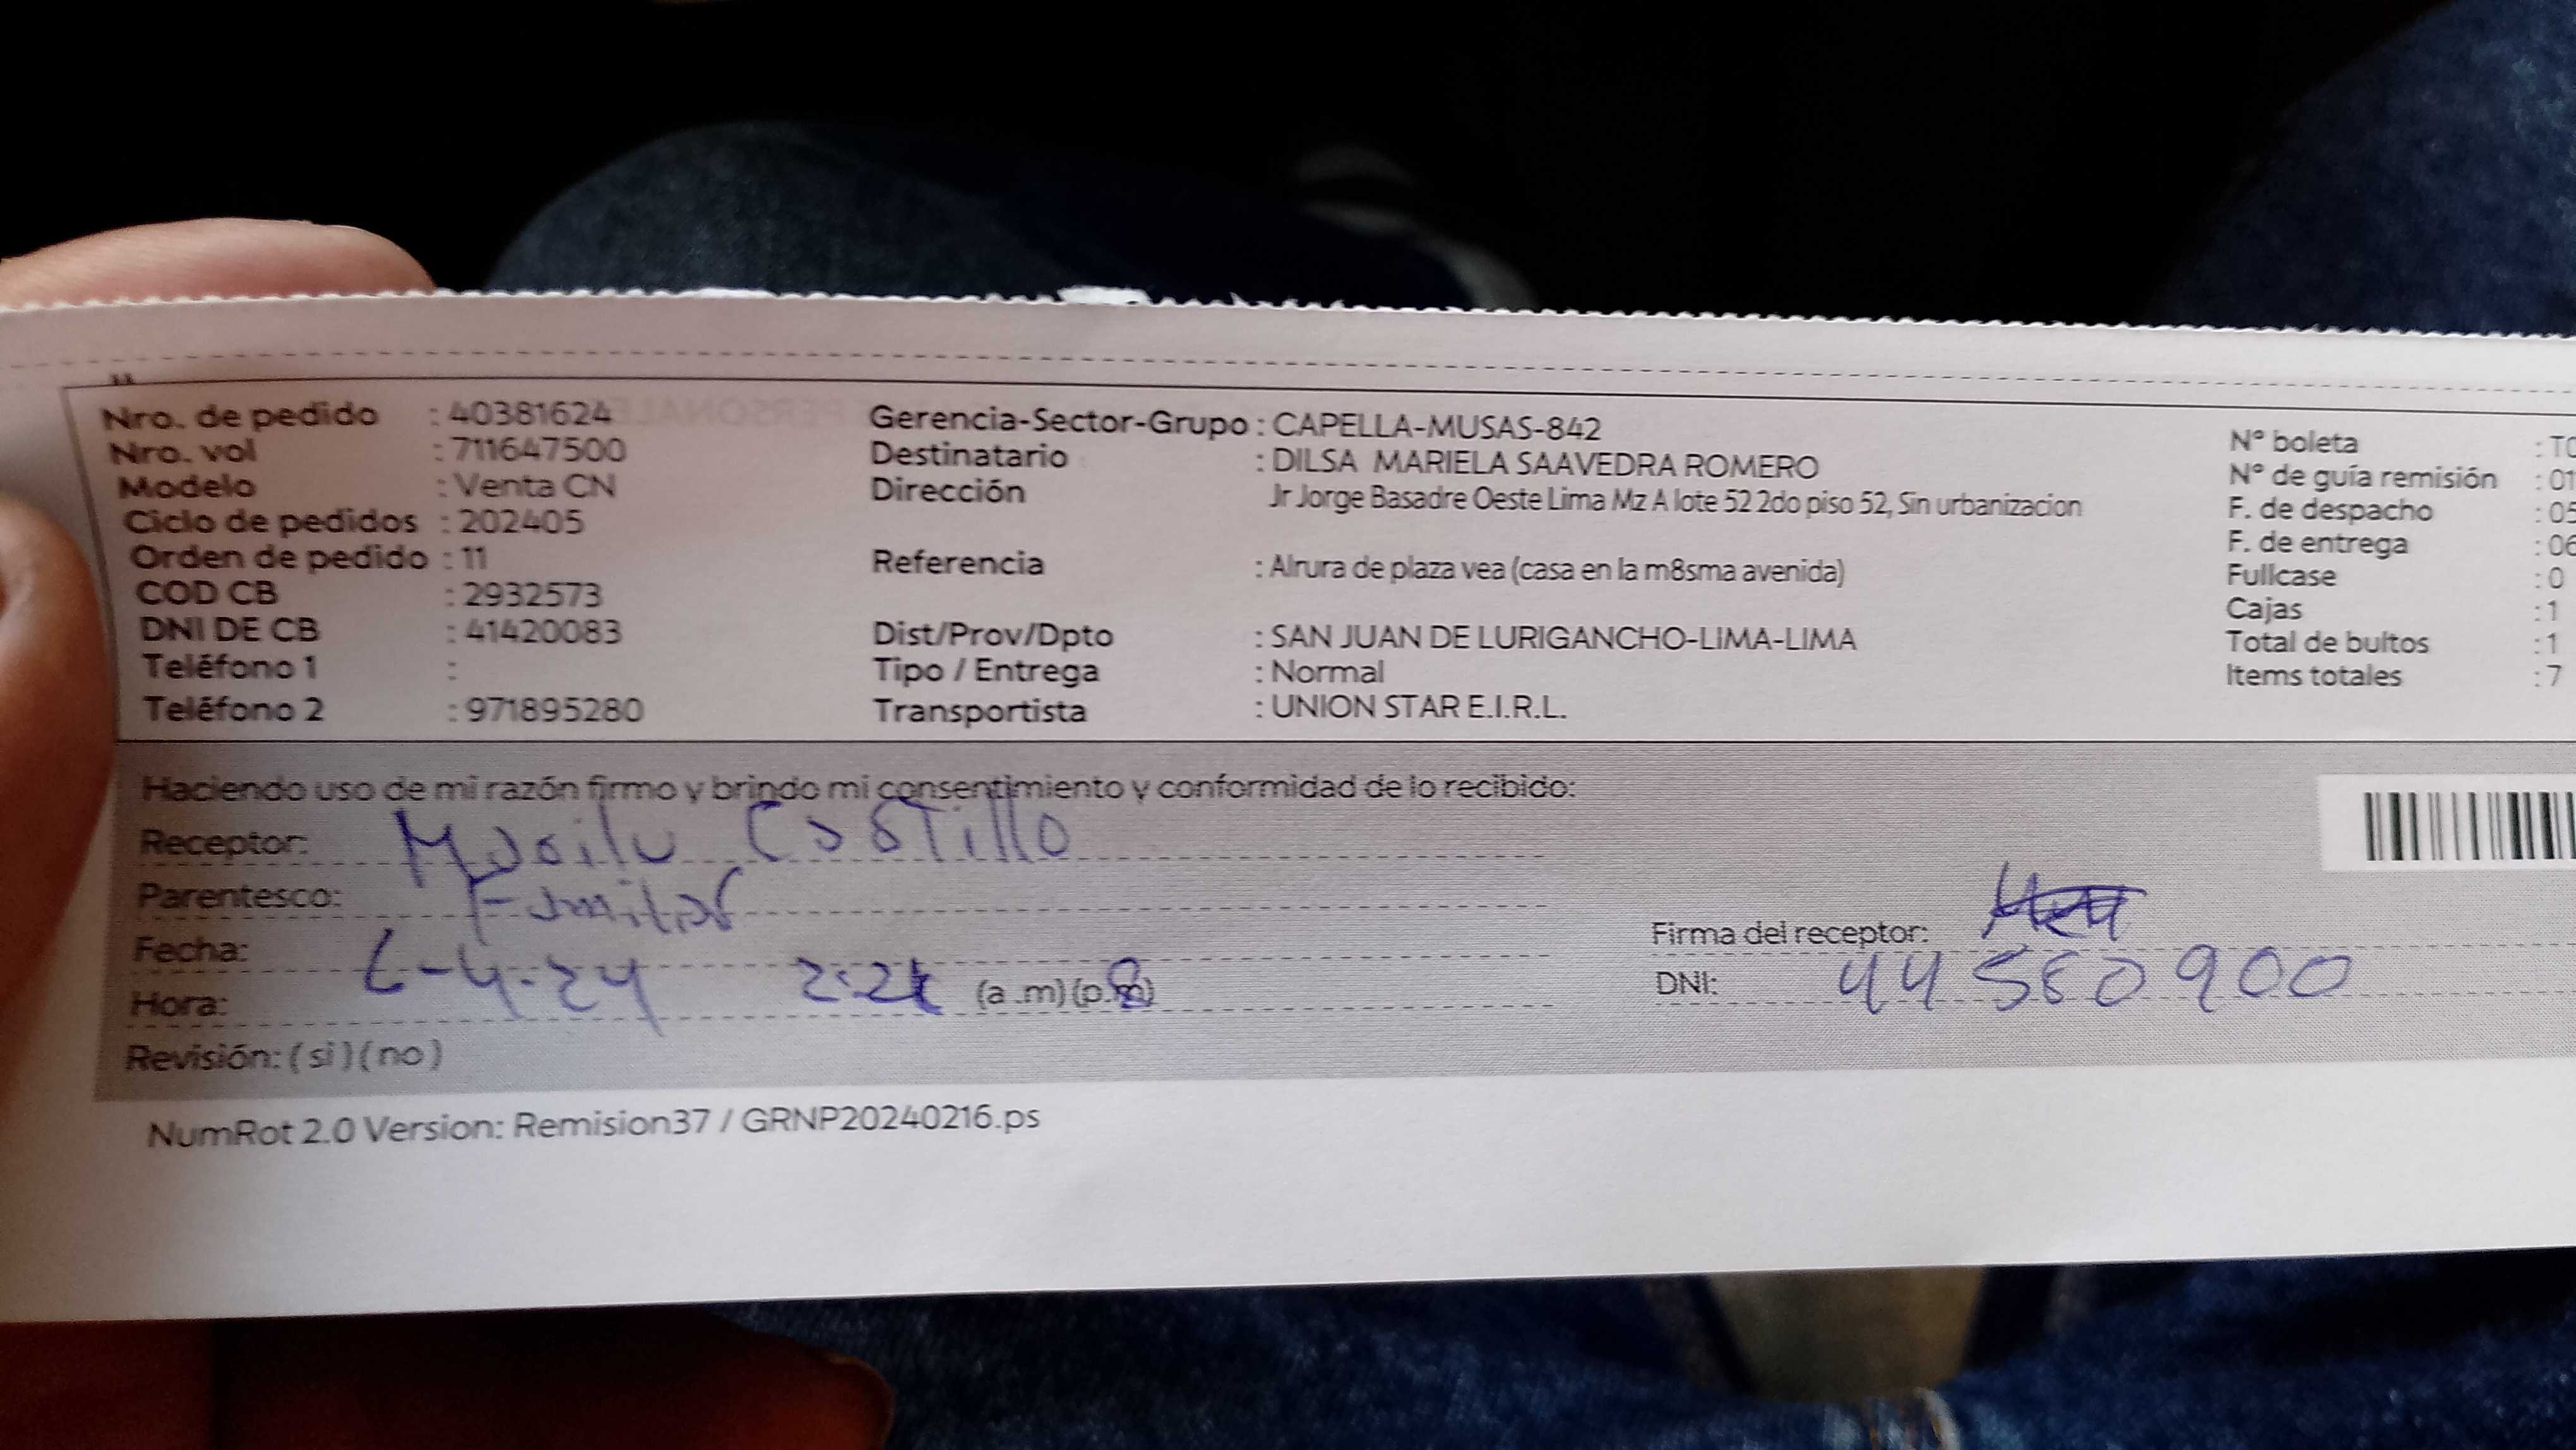 Nro. de pedido : 40381624
Nro. vol : 711647500
Modelo : Venta CN
Ciclo de pedidos : 202405
Orden de pedido : 11
COD CB : 2932573
DNI DE CB : 41420083
Teléfono 1 :
Teléfono 2 : 971895280
Gerencia-Sector-Grupo : CAPELLA-MUSAS-842
Destinatario : DILSA MARIELA SAAVEDRA ROMERO
Dirección Jr Jorge Basadre Oeste Lima Mz A lote 52 2do piso 52, Sin urbanizacion
Referencia : Alrura de plaza vea (casa en la m8sma avenida)
Dist/Prov/Dpto : SAN JUAN DE LURIGANCHO-LIMA-LIMA
Tipo / Entrega : Normal
Transportista : UNION STAR E.I.R.L.
N° boleta : T0
N° de guía remisión : 01
F. de despacho : 05
F. de entrega : 06
Fullcase : 0
Cajas : 1
Total de bultos : 1
Items totales : 7
Haciendo uso de mi razón firmo y brindo mi consentimiento y conformidad de lo recibido:
Receptor: Castillo
Parentesco: Familiar
Fecha: 6-4-24
Hora: (a.m)(p.m)
Revisión: ( si ) ( no )
Firma del receptor:
DNI: 44580900
NumRot 2.0 Version: Remision37 / GRNP20240216.ps